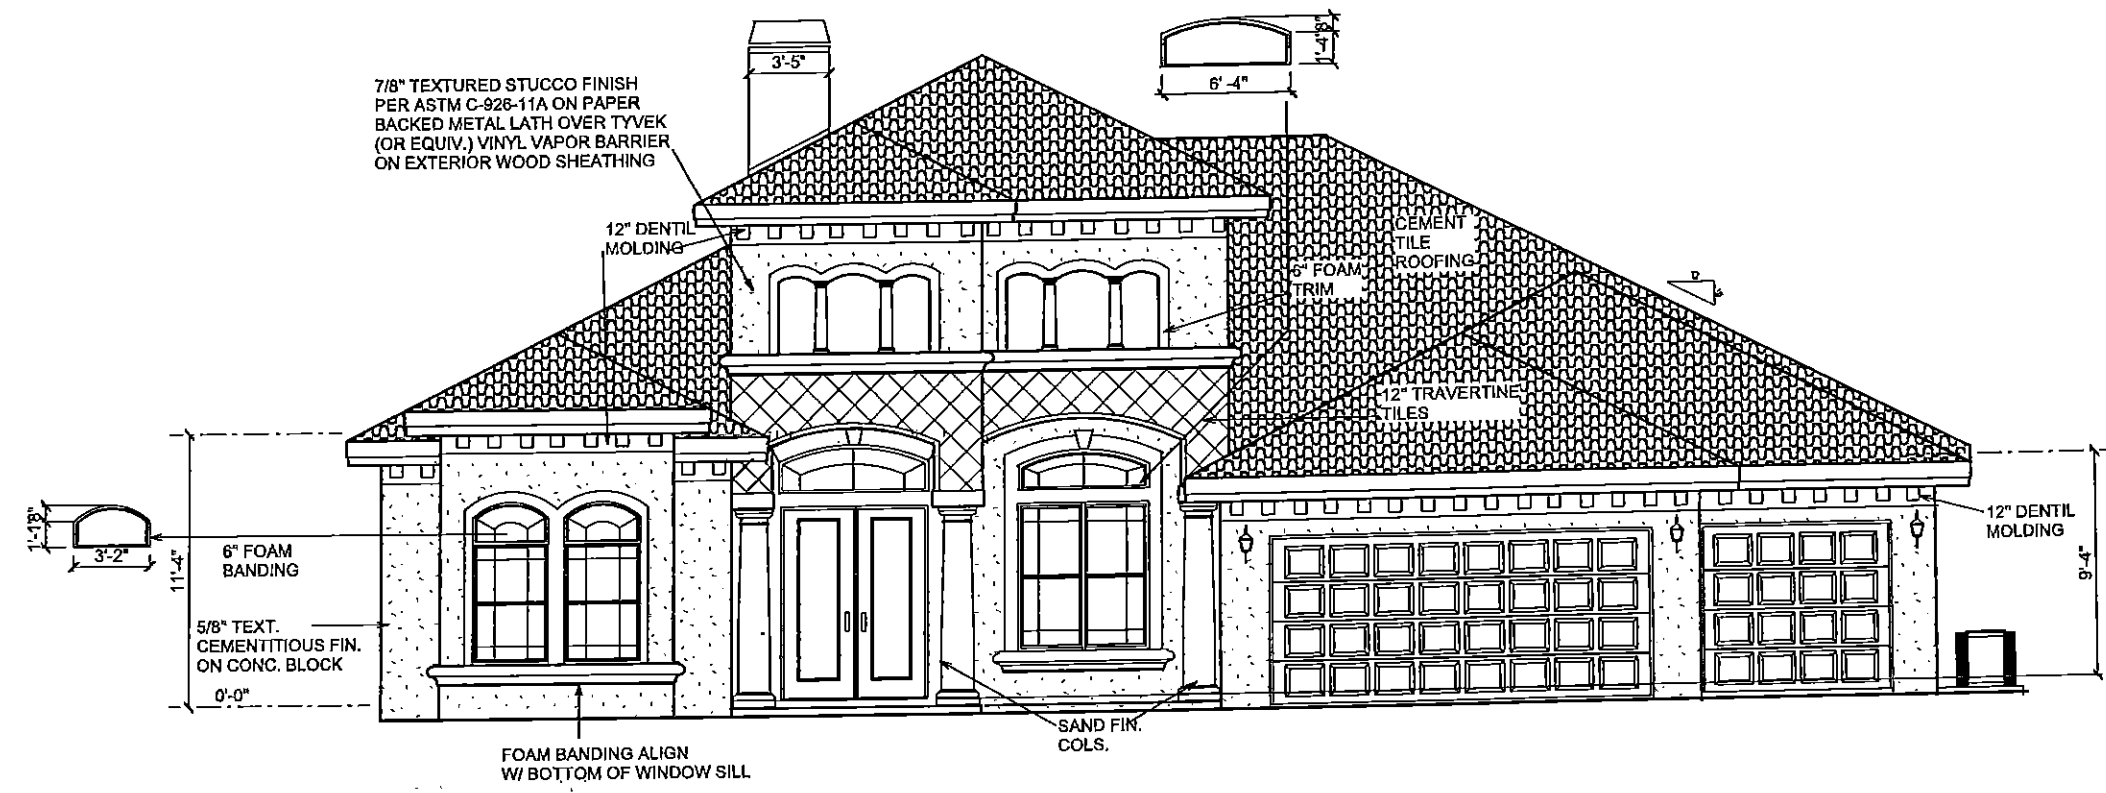 3'-5"
1'-4"
8"
6'-4"
7/8" TEXTURED STUCCO FINISH
PER ASTM C-926-11A ON PAPER
BACKED METAL LATH OVER TYVEK
(OR EQUIV.) VINYL VAPOR BARRIER
ON EXTERIOR WOOD SHEATHING
12" DENTIL
MOLDING
CEMENT
TILE
ROOFING
6" FOAM
TRIM
12" TRAVERTINE
TILES
12" DENTIL
MOLDING
1'-1"
8"
3'-2"
6" FOAM
BANDING
11'-4"
9'-4"
5/8" TEXT.
CEMENTITIOUS FIN.
ON CONC. BLOCK
0'-0"
SAND FIN.
COLS.
FOAM BANDING ALIGN
W/ BOTTOM OF WINDOW SILL